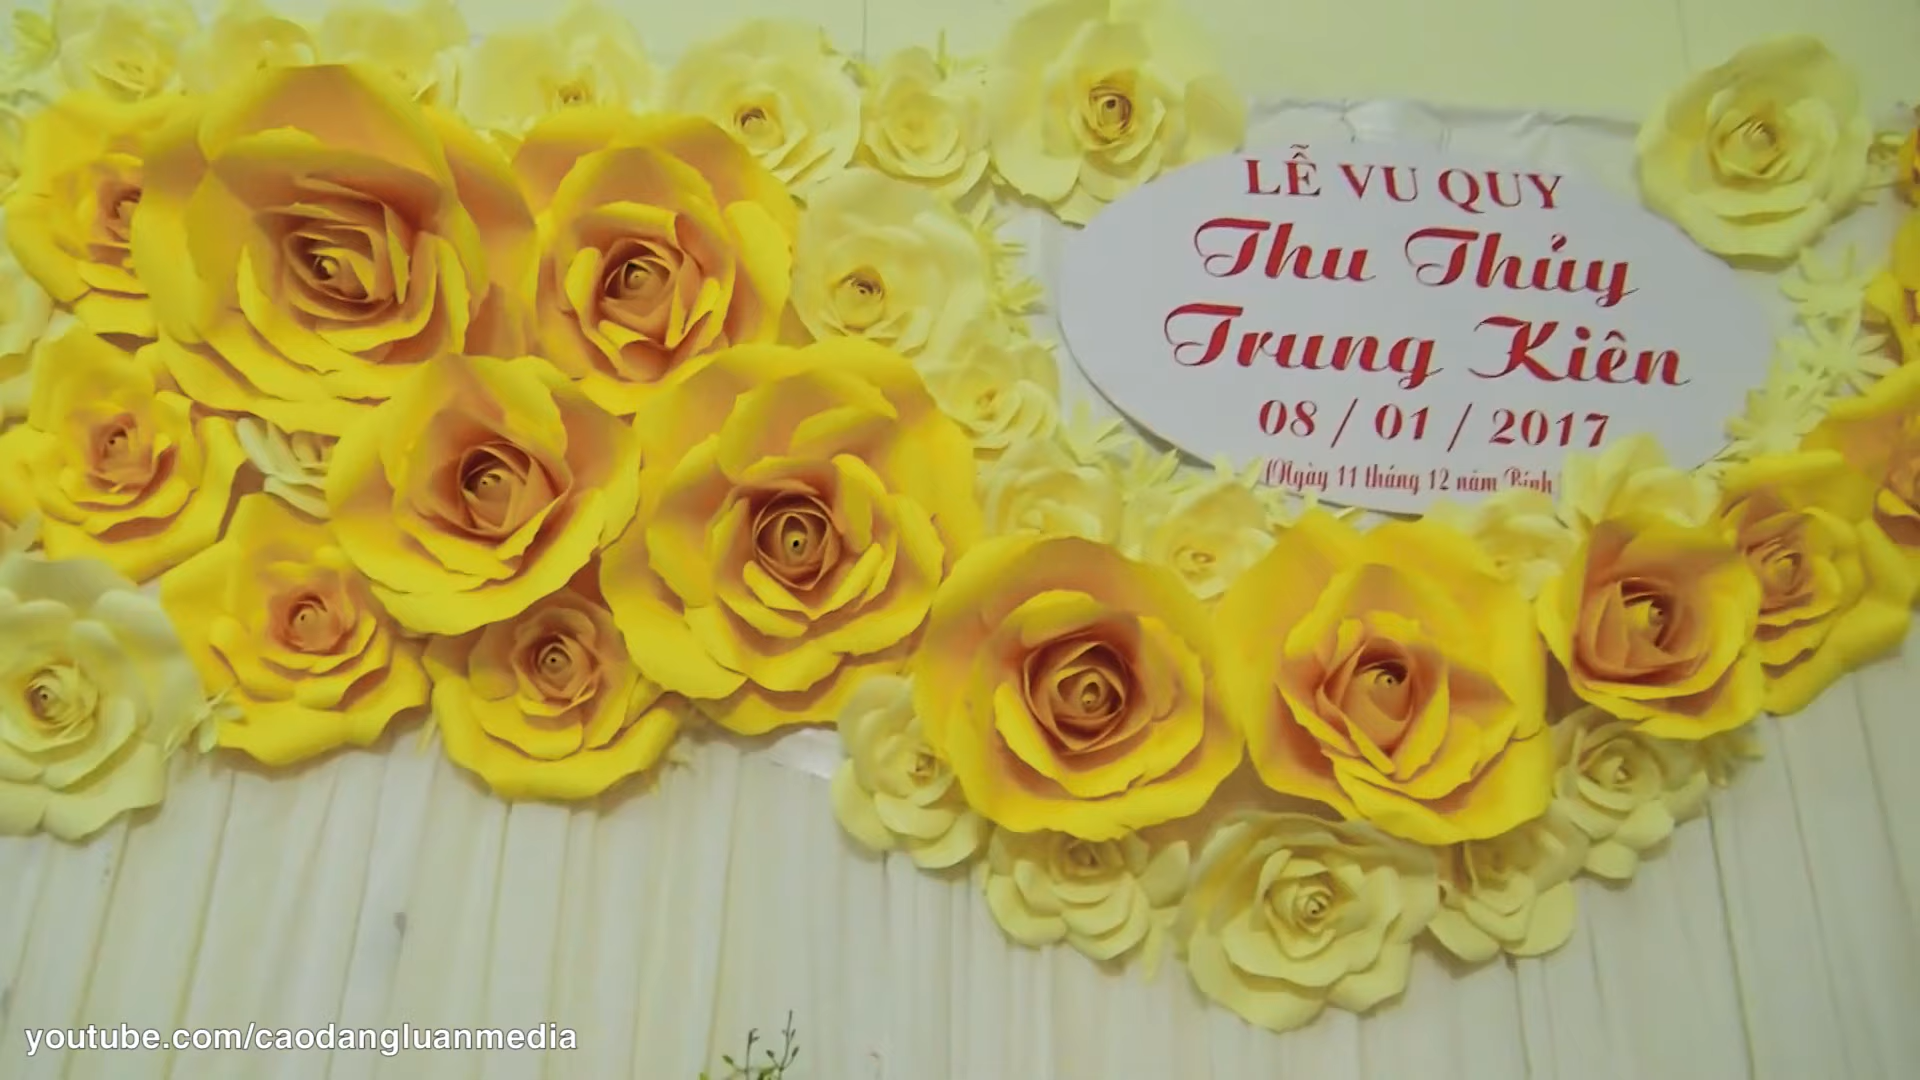 LỄ VU QUY
Thu Thủy
Trung Kiên
08 / 01 / 2017
(Ngày 11 tháng 12 năm Bính
youtube.com/caodangluanmedia